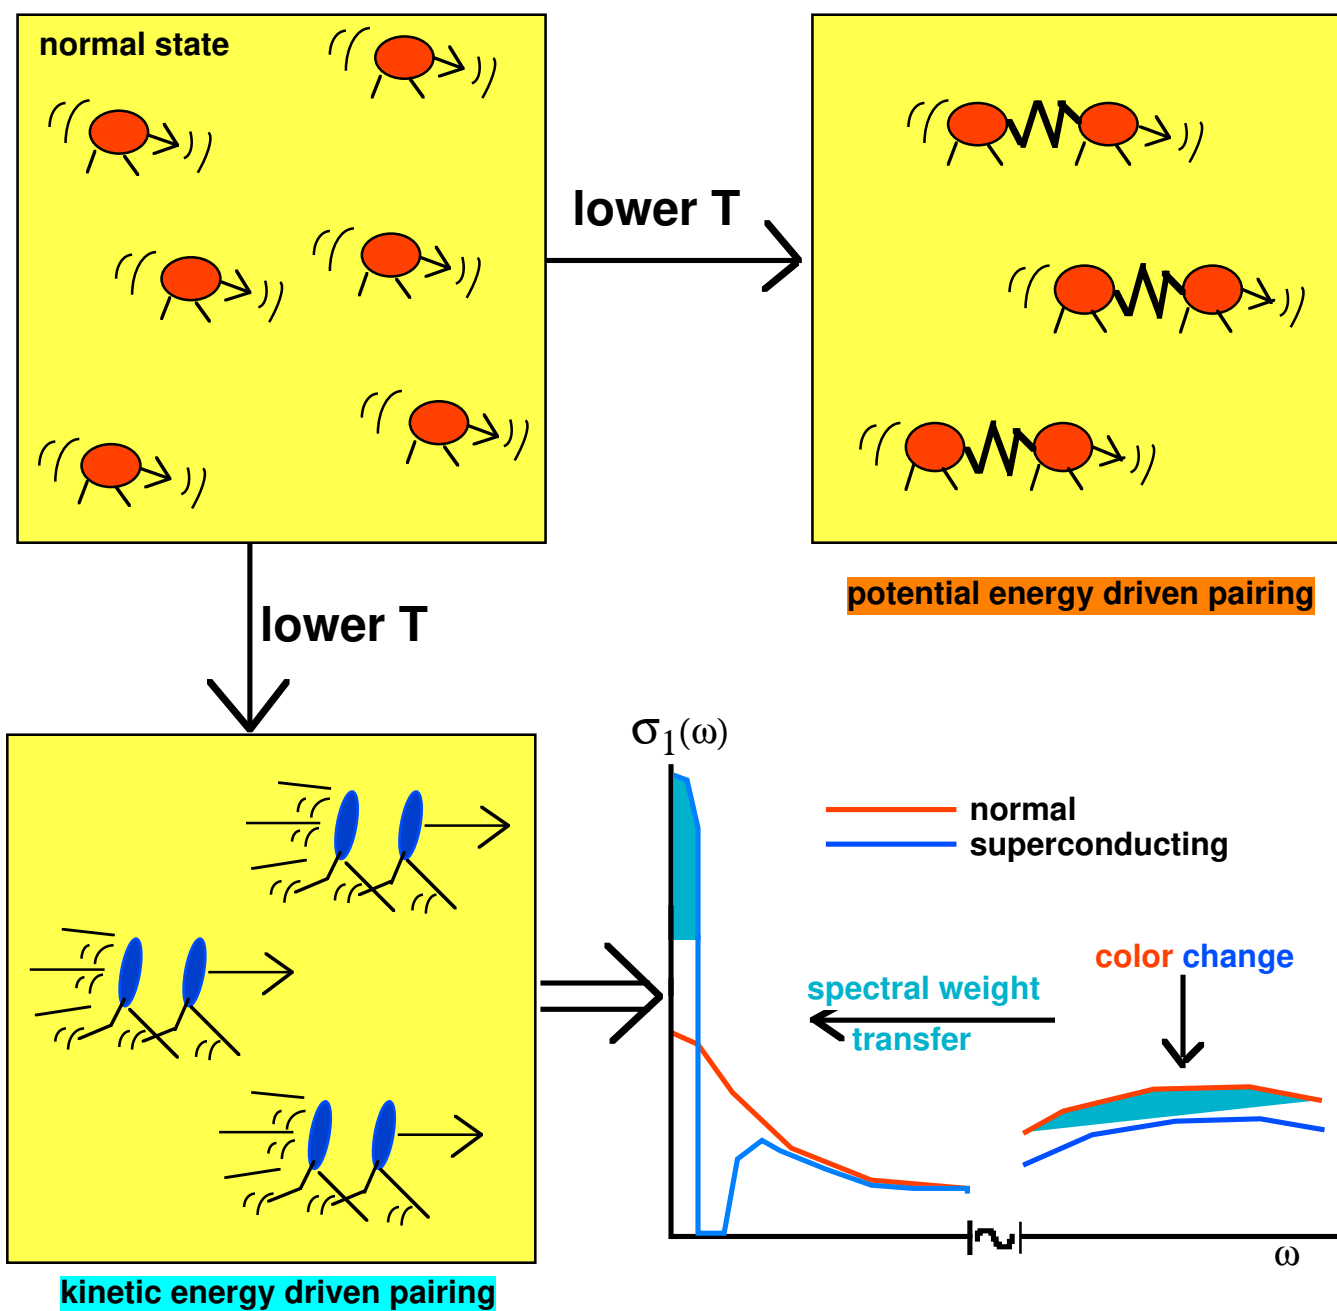 normal state
lower T
potential energy driven pairing
lower T
σ₁(ω)
normal
superconducting
color change
spectral weight
transfer
ω
kinetic energy driven pairing